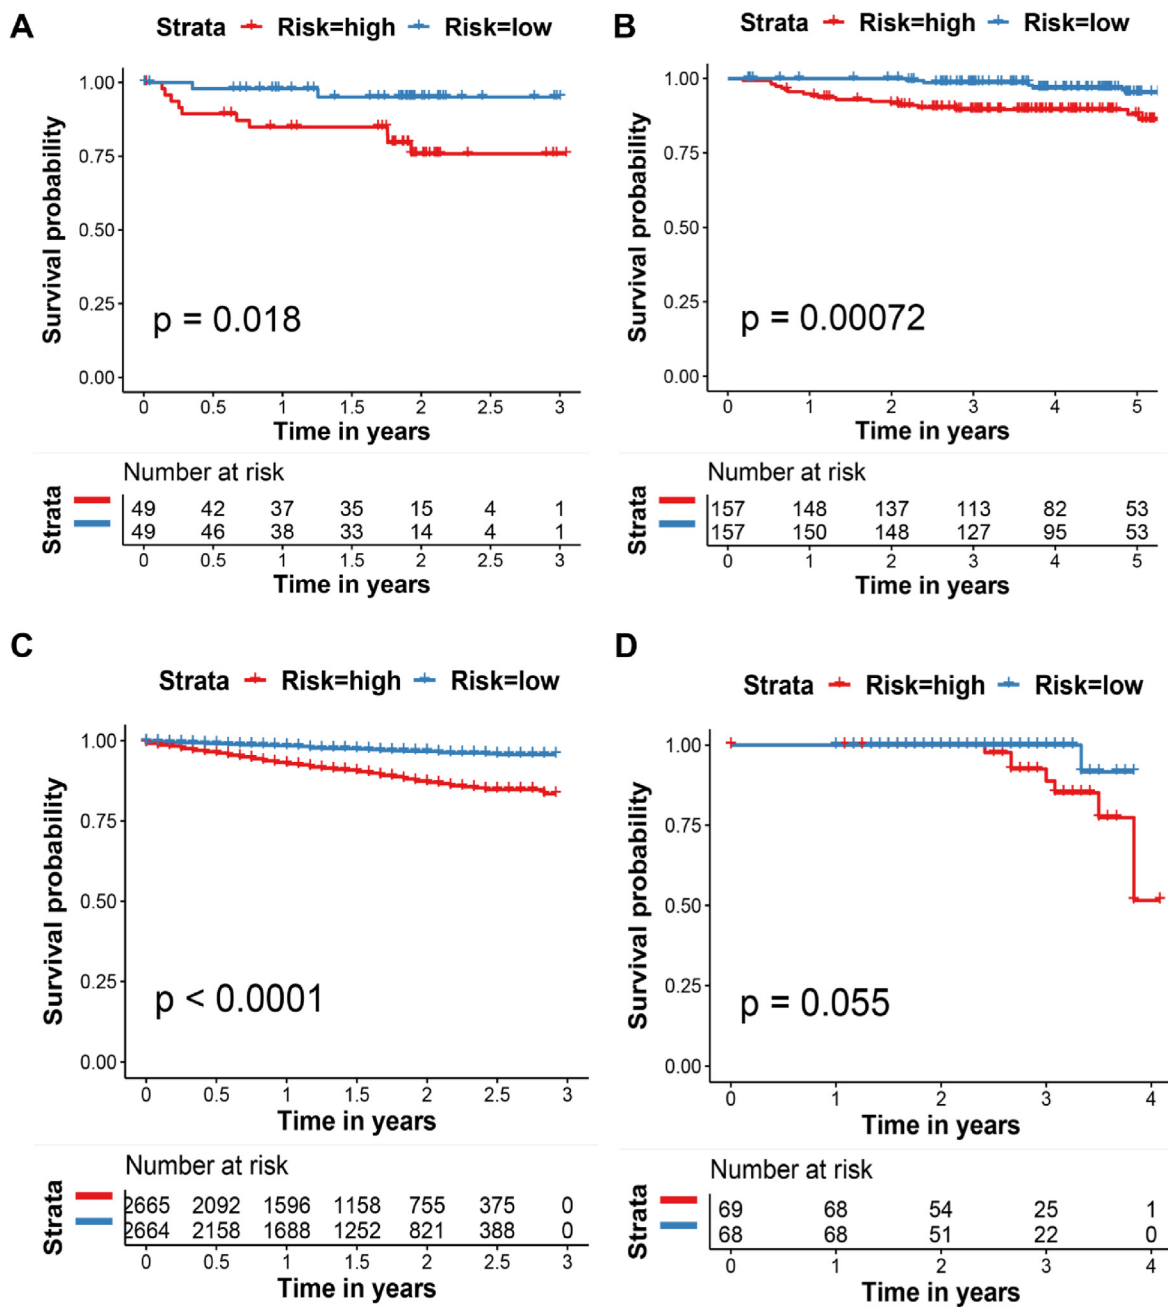 A
Strata Risk=high Risk=low
Survival probability
1.00
0.75
0.50
0.25
0.00
p = 0.018
0 0.5 1 1.5 2 2.5 3
Time in years
Number at risk
Strata
49 42 37 35 15 4 1
49 46 38 33 14 4 1
0 0.5 1 1.5 2 2.5 3
Time in years
B
Strata Risk=high Risk=low
Survival probability
1.00
0.75
0.50
0.25
0.00
p = 0.00072
0 1 2 3 4 5
Time in years
Number at risk
Strata
157 148 137 113 82 53
157 150 148 127 95 53
0 1 2 3 4 5
Time in years
C
Strata Risk=high Risk=low
Survival probability
1.00
0.75
0.50
0.25
0.00
p < 0.0001
0 0.5 1 1.5 2 2.5 3
Time in years
Number at risk
Strata
2665 2092 1596 1158 755 375 0
2664 2158 1688 1252 821 388 0
0 0.5 1 1.5 2 2.5 3
Time in years
D
Strata Risk=high Risk=low
Survival probability
1.00
0.75
0.50
0.25
0.00
p = 0.055
0 1 2 3 4
Time in years
Number at risk
Strata
69 68 54 25 1
68 68 51 22 0
0 1 2 3 4
Time in years